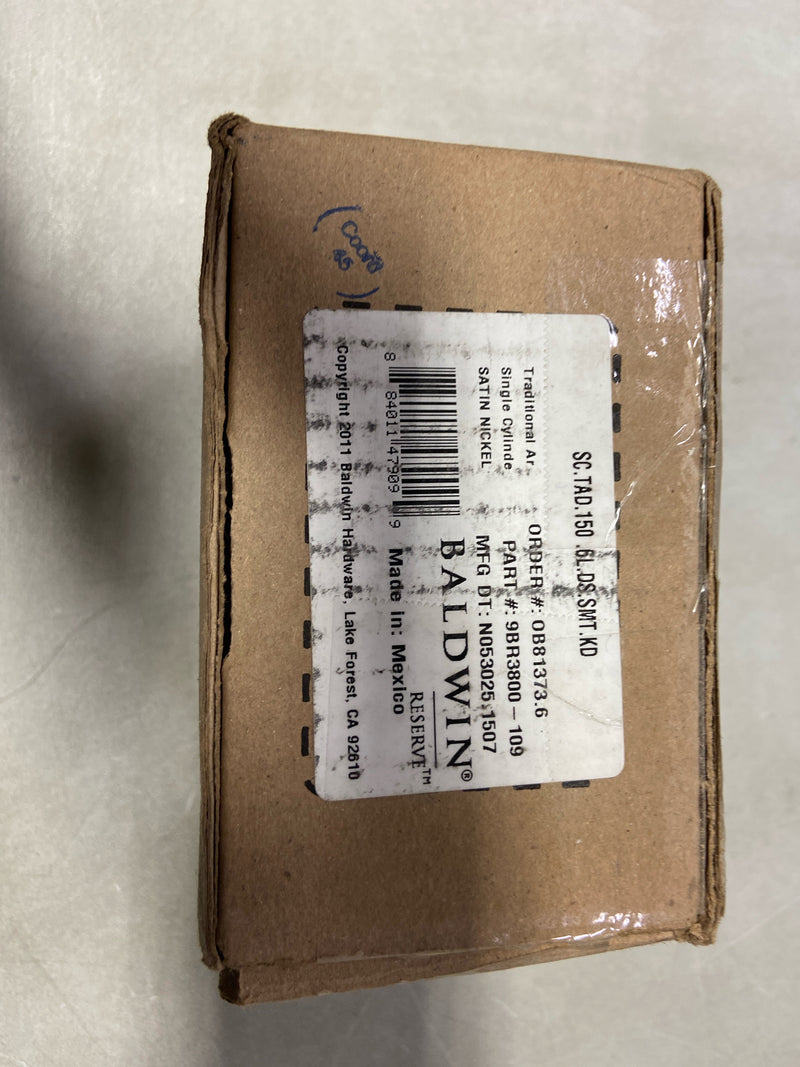 SC.TAD.150 .6L.DS.SMT.KD
Traditional Ar.
Single Cylinde
SATIN NICKEL
ORDER #: 0B81373.6
PART #: 9BR3800-109
MFG DT: N053025 1507
8 84011 47909 9
BALDWIN®
RESERVE™
Made in: Mexico
Copyright 2011 Baldwin Hardware, Lake Forest, CA 92610